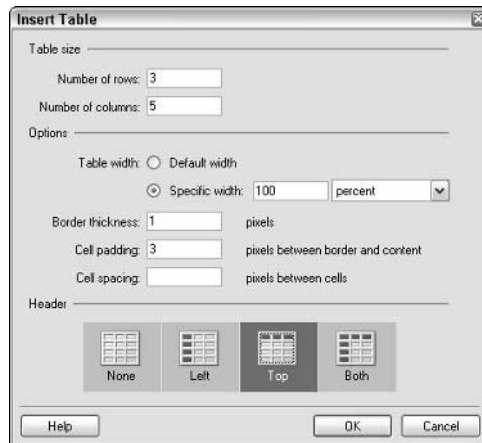 Insert Table
Table size
Number of rows: 3
Number of columns: 5
Options
Table width: Default width
Specific width: 100 percent
Border thickness: 1 pixels
Cell padding: 3 pixels between border and content
Cell spacing: pixels between cells
Header
None Left Top Both
Help OK Cancel